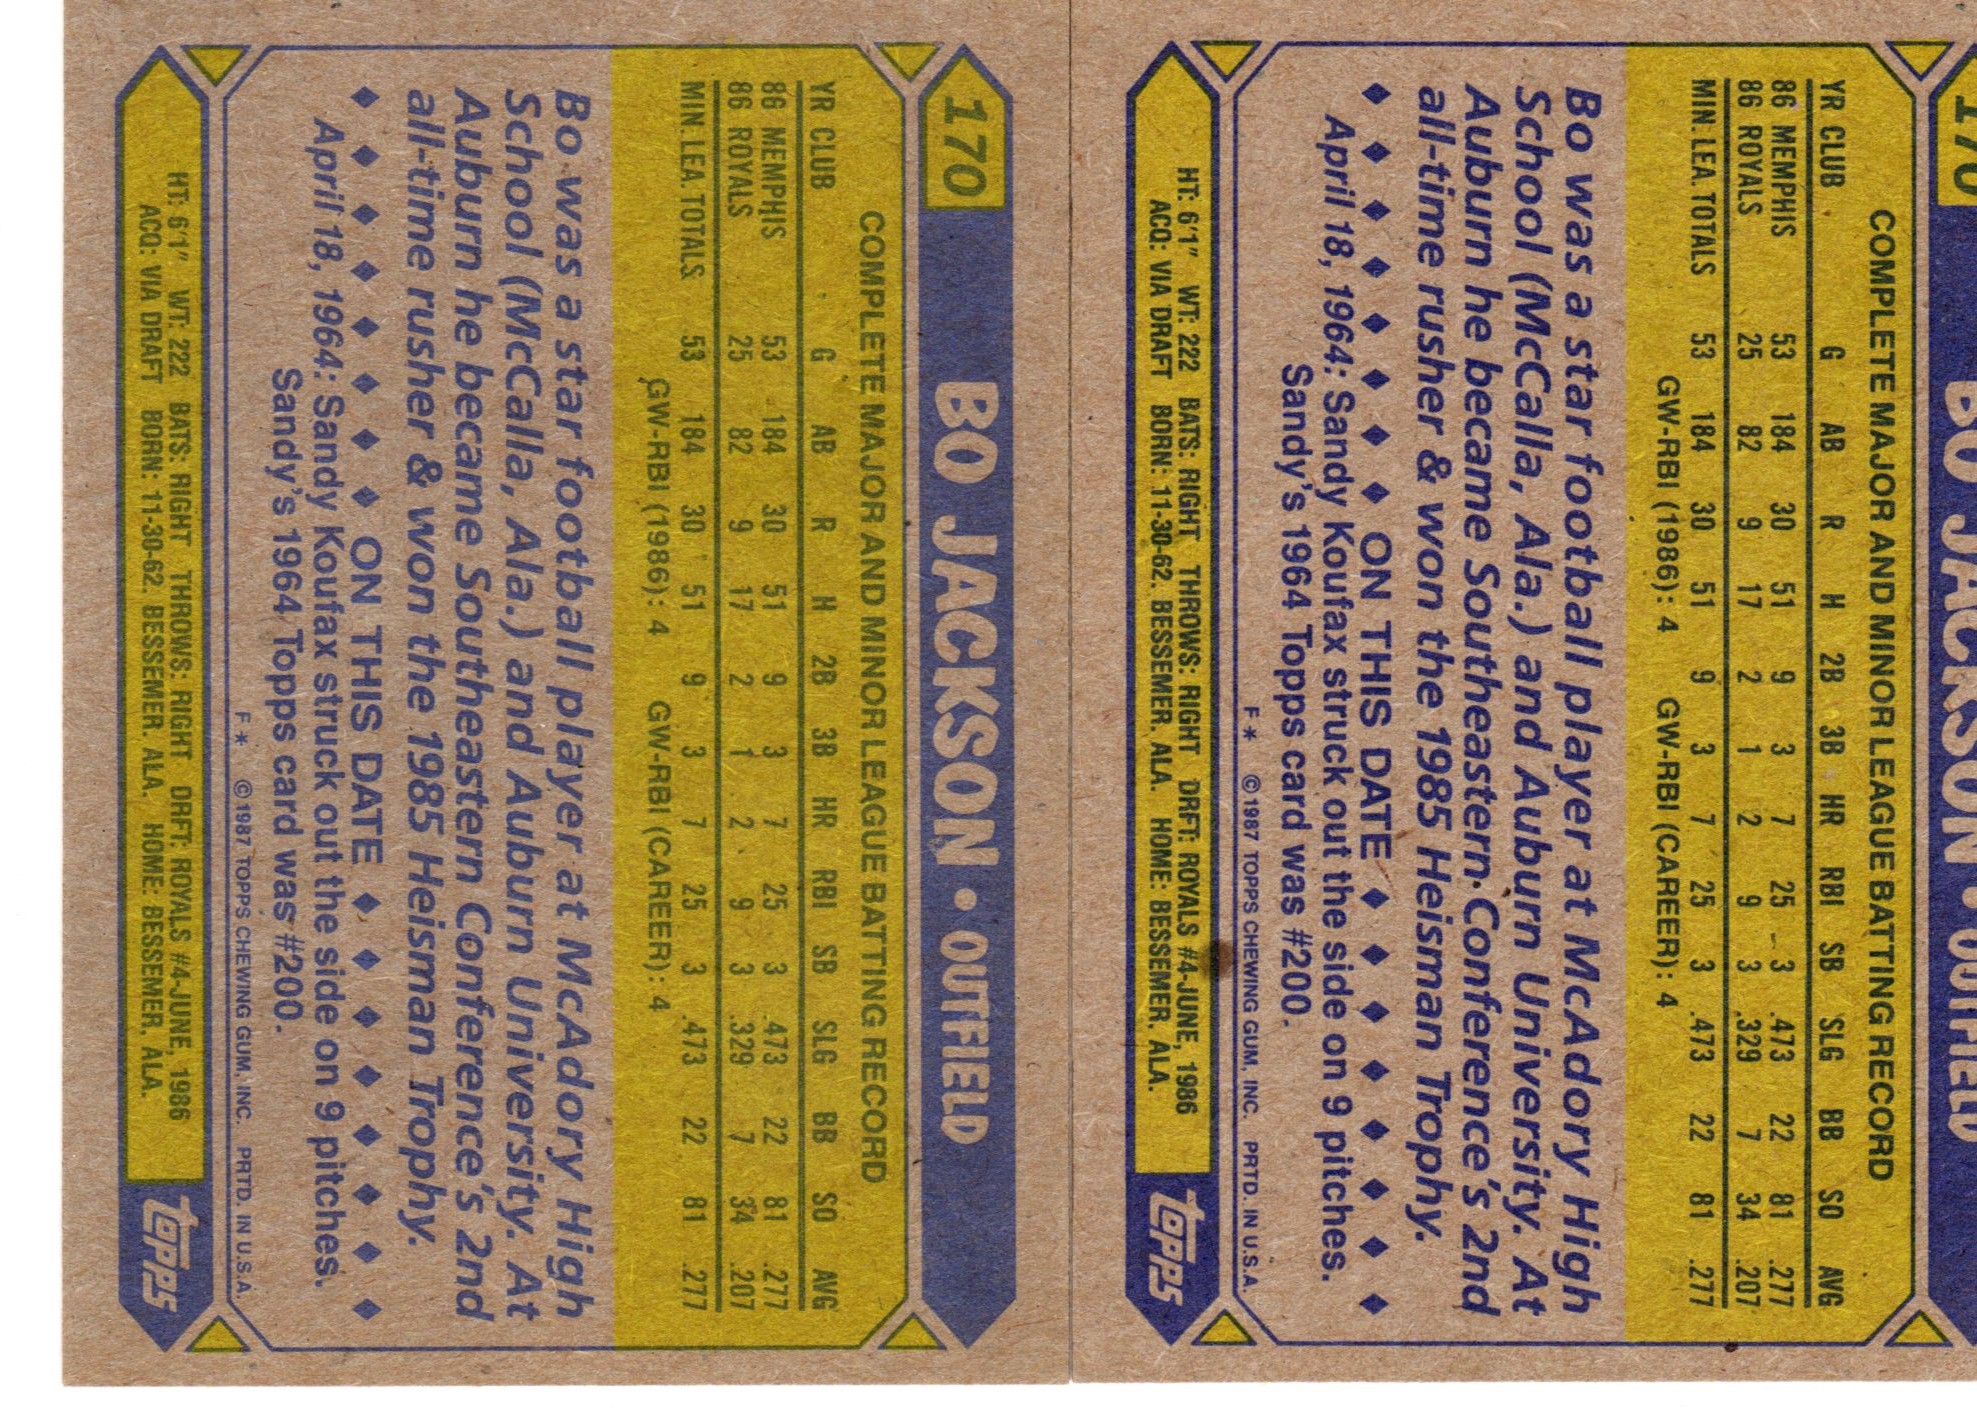 170 BO JACKSON • OUTFIELD
COMPLETE MAJOR AND MINOR LEAGUE BATTING RECORD
YR CLUB G AB R H 2B 3B HR RBI SB SLG BB SO AVG
86 MEMPHIS 53 184 30 51 9 3 7 25 3 .473 22 81 .277
86 ROYALS 25 82 9 17 2 1 2 9 3 .329 7 34 .207
MIN. LEA. TOTALS 53 184 30 51 9 3 7 25 3 .473 22 81 .277
GW-RBI (1986): 4 GW-RBI (CAREER): 4
Bo was a star football player at McAdory High
School (McCalla, Ala.) and Auburn University. At
Auburn he became Southeastern Conference's 2nd
all-time rusher & won the 1985 Heisman Trophy.
ON THIS DATE
April 18, 1964: Sandy Koufax struck out the side on 9 pitches.
Sandy's 1964 Topps card was #200.
F* ©1987 TOPPS CHEWING GUM, INC. PRTD. IN U.S.A.
HT: 6'1" WT: 222 BATS: RIGHT THROWS: RIGHT DRFT: ROYALS #4-JUNE, 1986
ACQ: VIA DRAFT BORN: 11-30-62, BESSEMER, ALA. HOME: BESSEMER, ALA.
topps
170 BO JACKSON • OUTFIELD
COMPLETE MAJOR AND MINOR LEAGUE BATTING RECORD
YR CLUB G AB R H 2B 3B HR RBI SB SLG BB SO AVG
86 MEMPHIS 53 184 30 51 9 3 7 25 3 .473 22 81 .277
86 ROYALS 25 82 9 17 2 1 2 9 3 .329 7 34 .207
MIN. LEA. TOTALS 53 184 30 51 9 3 7 25 3 .473 22 81 .277
GW-RBI (1986): 4 GW-RBI (CAREER): 4
Bo was a star football player at McAdory High
School (McCalla, Ala.) and Auburn University. At
Auburn he became Southeastern Conference's 2nd
all-time rusher & won the 1985 Heisman Trophy.
ON THIS DATE
April 18, 1964: Sandy Koufax struck out the side on 9 pitches.
Sandy's 1964 Topps card was #200.
F* ©1987 TOPPS CHEWING GUM, INC. PRTD. IN U.S.A.
HT: 6'1" WT: 222 BATS: RIGHT THROWS: RIGHT DRFT: ROYALS #4-JUNE, 1986
ACQ: VIA DRAFT BORN: 11-30-62, BESSEMER, ALA. HOME: BESSEMER, ALA.
topps